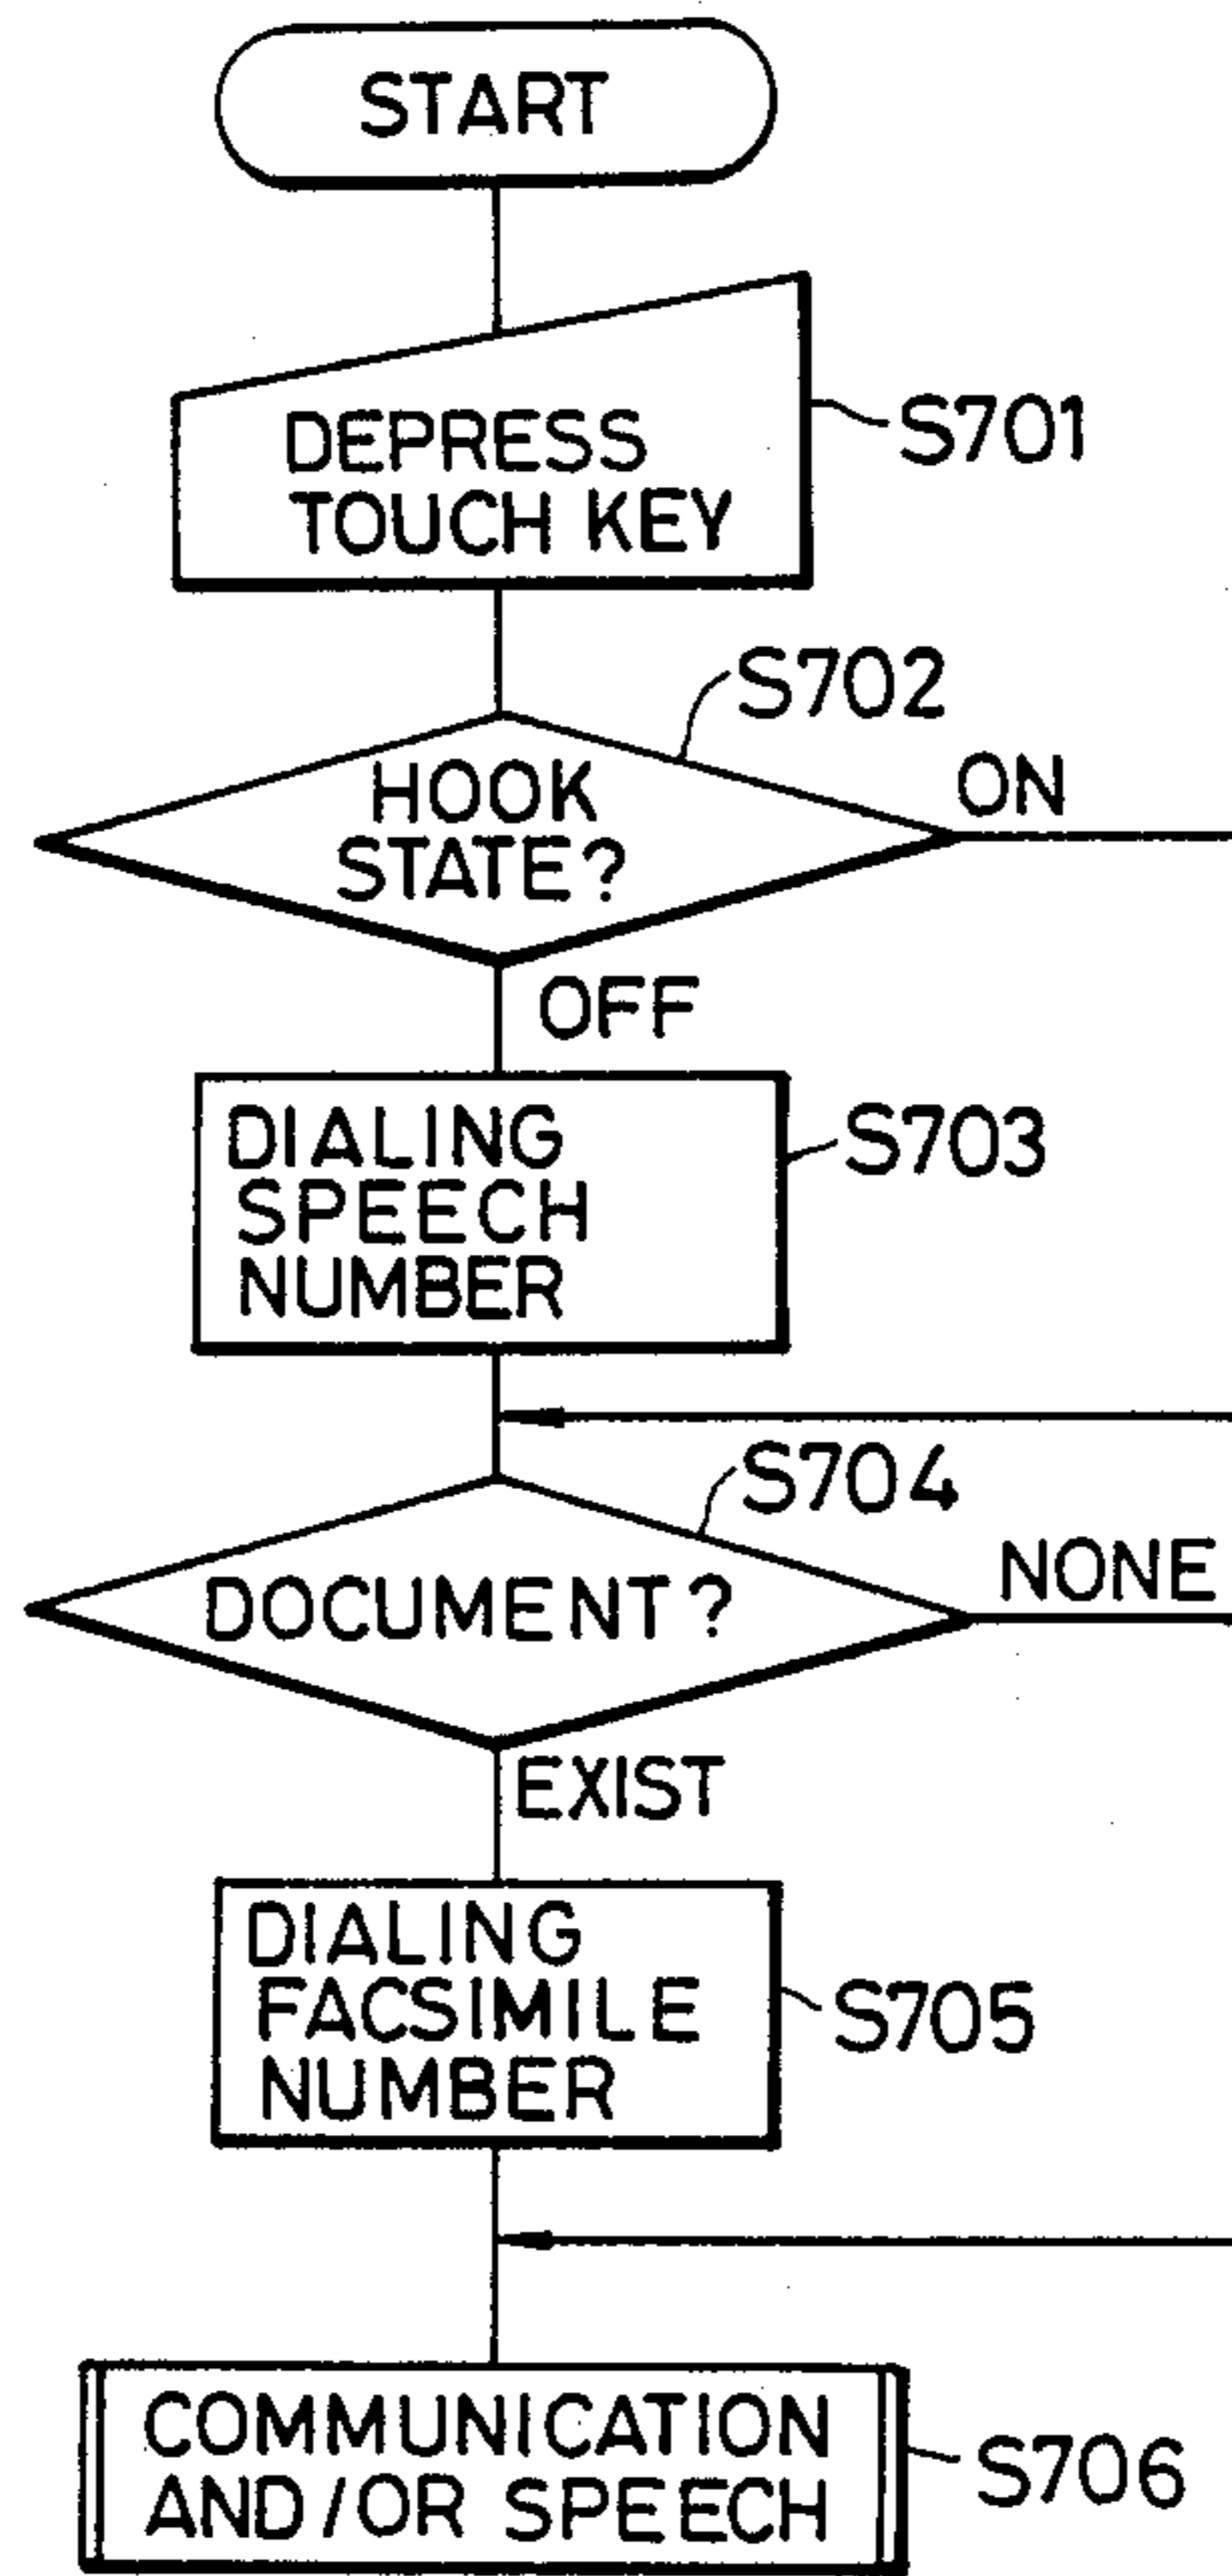 START
DEPRESS
TOUCH KEY
S701
S702
HOOK
STATE?
ON
OFF
DIALING
SPEECH
NUMBER
S703
S704
DOCUMENT?
NONE
EXIST
DIALING
FACSIMILE
NUMBER
S705
COMMUNICATION
AND/OR SPEECH
S706